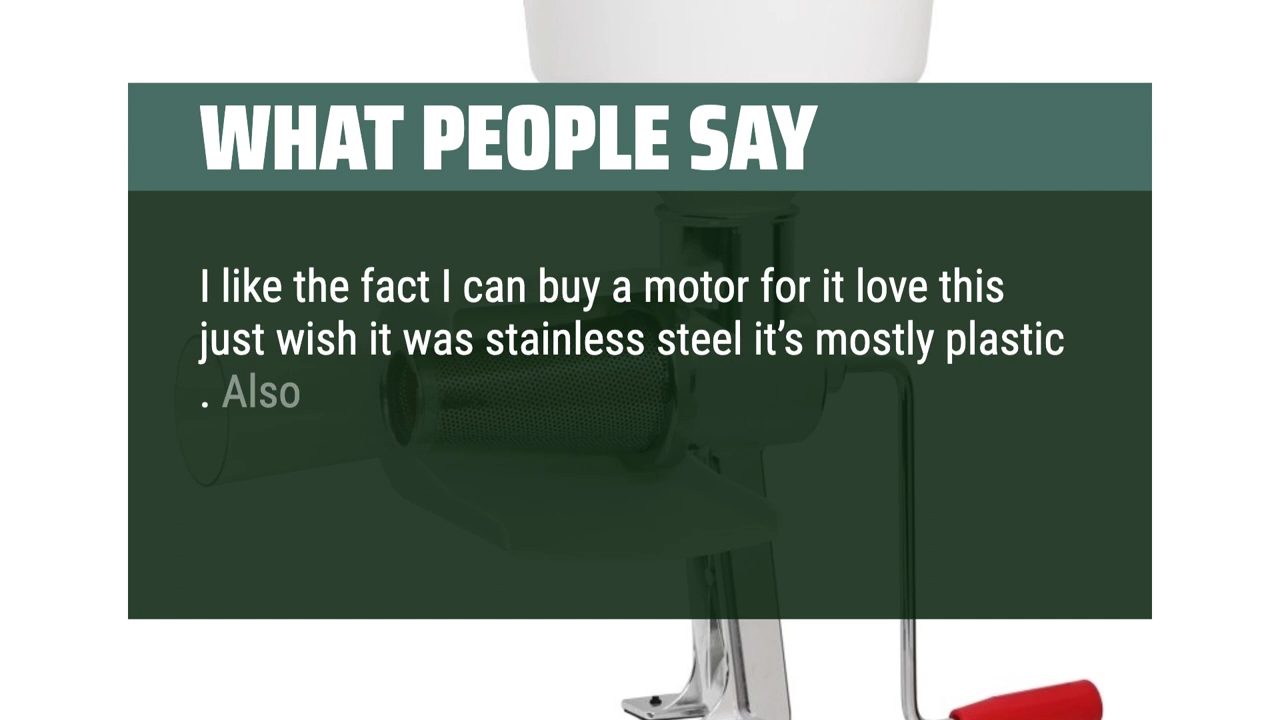 WHAT PEOPLE SAY
I like the fact I can buy a motor for it love this
just wish it was stainless steel it’s mostly plastic
. Also